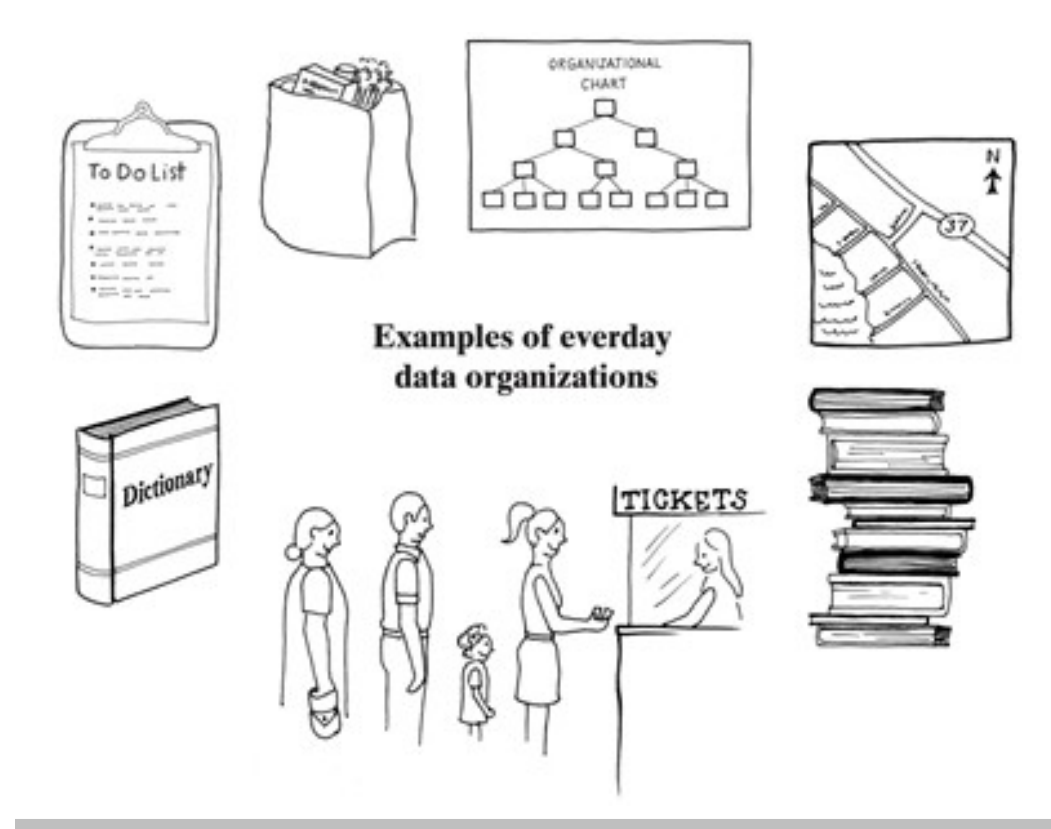 ORGANIZATIONAL
CHART
To Do List
N
37
Examples of everday
data organizations
Dictionary
TICKETS